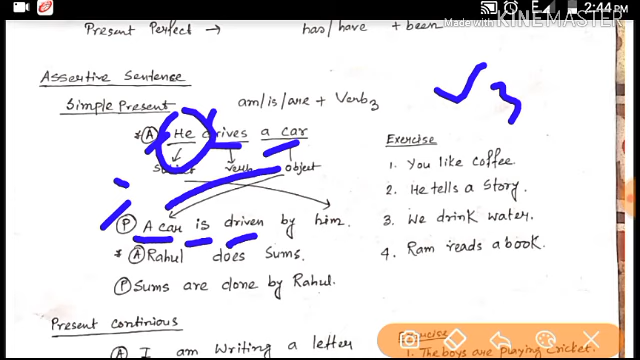 2:44 PM
Made with KINEMASTER
Present Perfect → has/have + been
Assertive Sentence
Simple Present am/is/are + Verb3
* Ⓐ He drives a car
Subject verb object
Ⓟ A car is driven by him.
* Ⓐ Rahul does Sums.
Ⓟ Sums are done by Rahul.
Present Continious
Ⓐ I am writing a letter
V3
Exercise
1. You like coffee.
2. He tells a Story.
3. We drink water.
4. Ram reads a book.
Exercise
1. The boys are playing Cricket